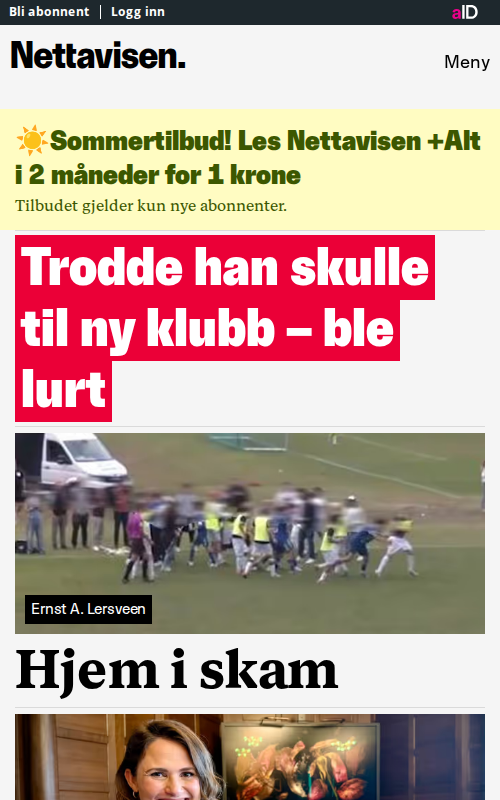 Bli abonnent | Logg inn
aID
Nettavisen.
Meny
☀️Sommertilbud! Les Nettavisen +Alt
i 2 måneder for 1 krone
Tilbudet gjelder kun nye abonnenter.
Trodde han skulle
til ny klubb – ble
lurt
Ernst A. Lersveen
Hjem i skam